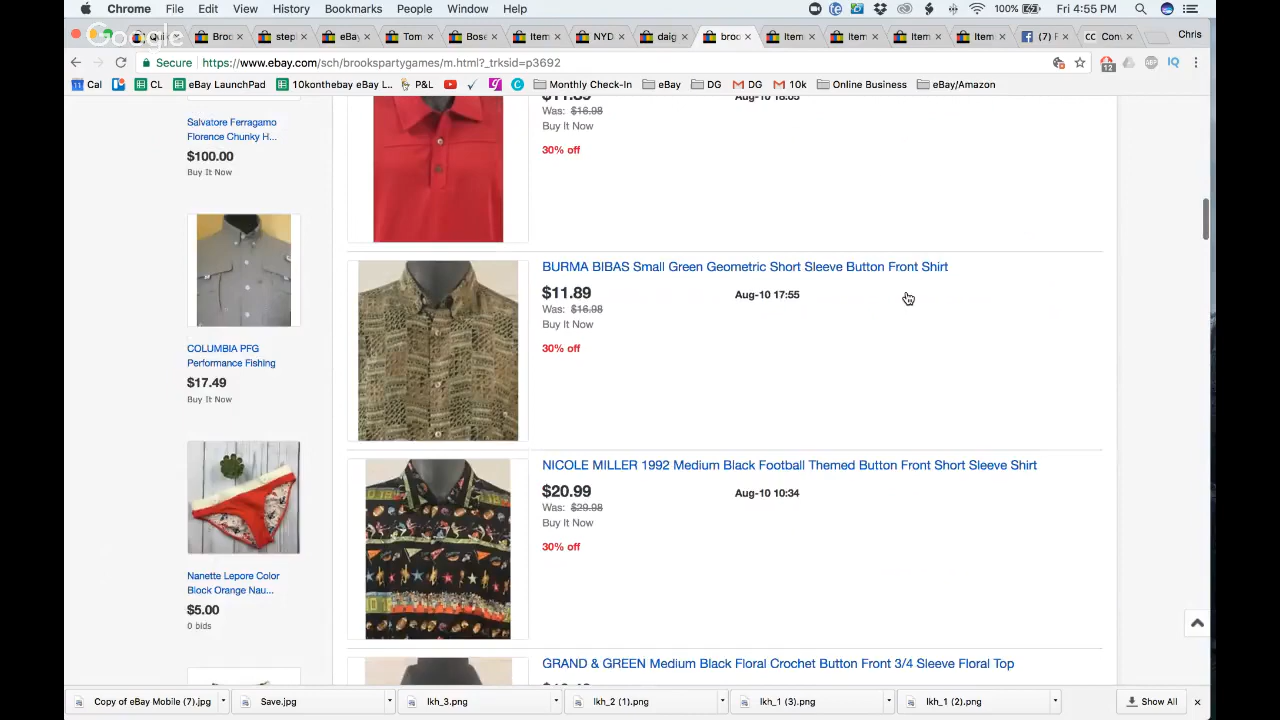 Chrome File Edit View History Bookmarks People Window Help 100% Fri 4:55 PM
Google
Broo step eBay Tom Bose Item NYD daig broc Item Item Item Item (7) F Conv Chris
Secure https://www.ebay.com/sch/brookspartygames/m.html?_trksid=p3692
Cal CL eBay LaunchPad 10konthebay eBay L... P&L Monthly Check-In eBay DG DG 10k Online Business eBay/Amazon
$11.89 Aug-10 18:05
Was: $16.98
Buy It Now
30% off
Salvatore Ferragamo
Florence Chunky H...
$100.00
Buy It Now
BURMA BIBAS Small Green Geometric Short Sleeve Button Front Shirt
$11.89 Aug-10 17:55
Was: $16.98
Buy It Now
30% off
COLUMBIA PFG
Performance Fishing
$17.49
Buy It Now
NICOLE MILLER 1992 Medium Black Football Themed Button Front Short Sleeve Shirt
$20.99 Aug-10 10:34
Was: $29.98
Buy It Now
30% off
Nanette Lepore Color
Block Orange Nau...
$5.00
0 bids
GRAND & GREEN Medium Black Floral Crochet Button Front 3/4 Sleeve Floral Top
Copy of eBay Mobile (7).jpg Save.jpg lkh_3.png lkh_2 (1).png lkh_1 (3).png lkh_1 (2).png Show All